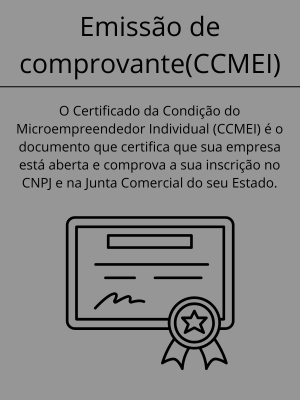 Emissão de
comprovante(CCMEI)
O Certificado da Condição do
Microempreendedor Individual (CCMEI) é o
documento que certifica que sua empresa
está aberta e comprova a sua inscrição no
CNPJ e na Junta Comercial do seu Estado.